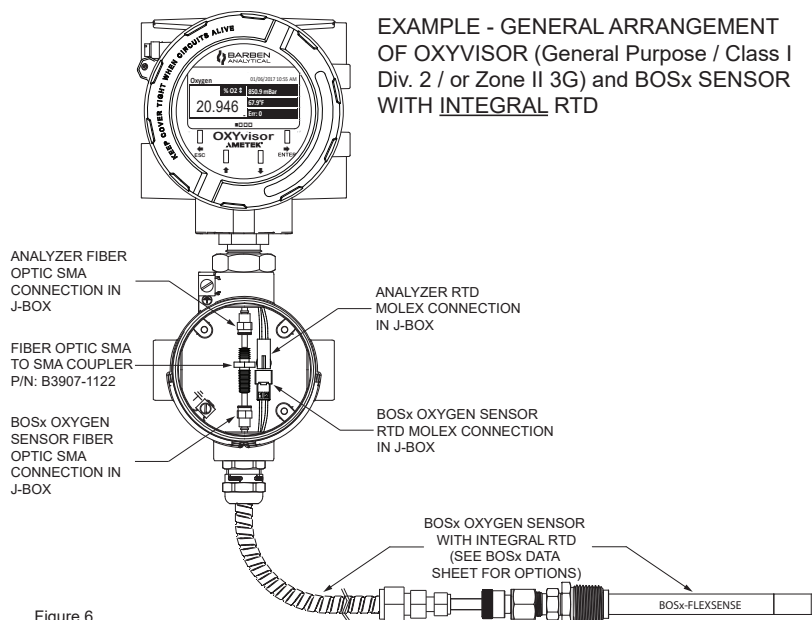 EXAMPLE - GENERAL ARRANGEMENT
OF OXYVISOR (General Purpose / Class I
Div. 2 / or Zone II 3G) and BOSx SENSOR
WITH INTEGRAL RTD
KEEP COVER TIGHT WHEN CIRCUITS ALIVE
BARBEN
ANALYTICAL
Oxygen 01/08/2017 10:55 AM
% O2 ⇕ 850.9 mBar
20.946 67.9°F
Err: 0
OXYvisor
AMETEK®
ESC ENTER
ANALYZER FIBER
OPTIC SMA
CONNECTION IN
J-BOX
FIBER OPTIC SMA
TO SMA COUPLER
P/N: B3907-1122
BOSx OXYGEN
SENSOR FIBER
OPTIC SMA
CONNECTION IN
J-BOX
ANALYZER RTD
MOLEX CONNECTION
IN J-BOX
BOSx OXYGEN SENSOR
RTD MOLEX CONNECTION
IN J-BOX
BOSx OXYGEN SENSOR
WITH INTEGRAL RTD
(SEE BOSx DATA
SHEET FOR OPTIONS)
BOSx-FLEXSENSE
Figure 6